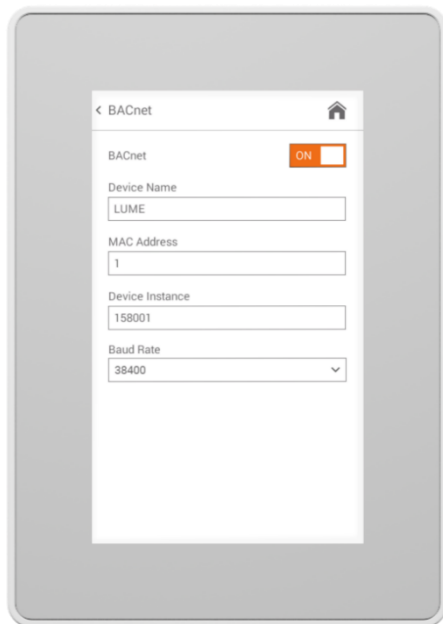 BACnet
BACnet ON
Device Name
LUME
MAC Address
1
Device Instance
158001
Baud Rate
38400